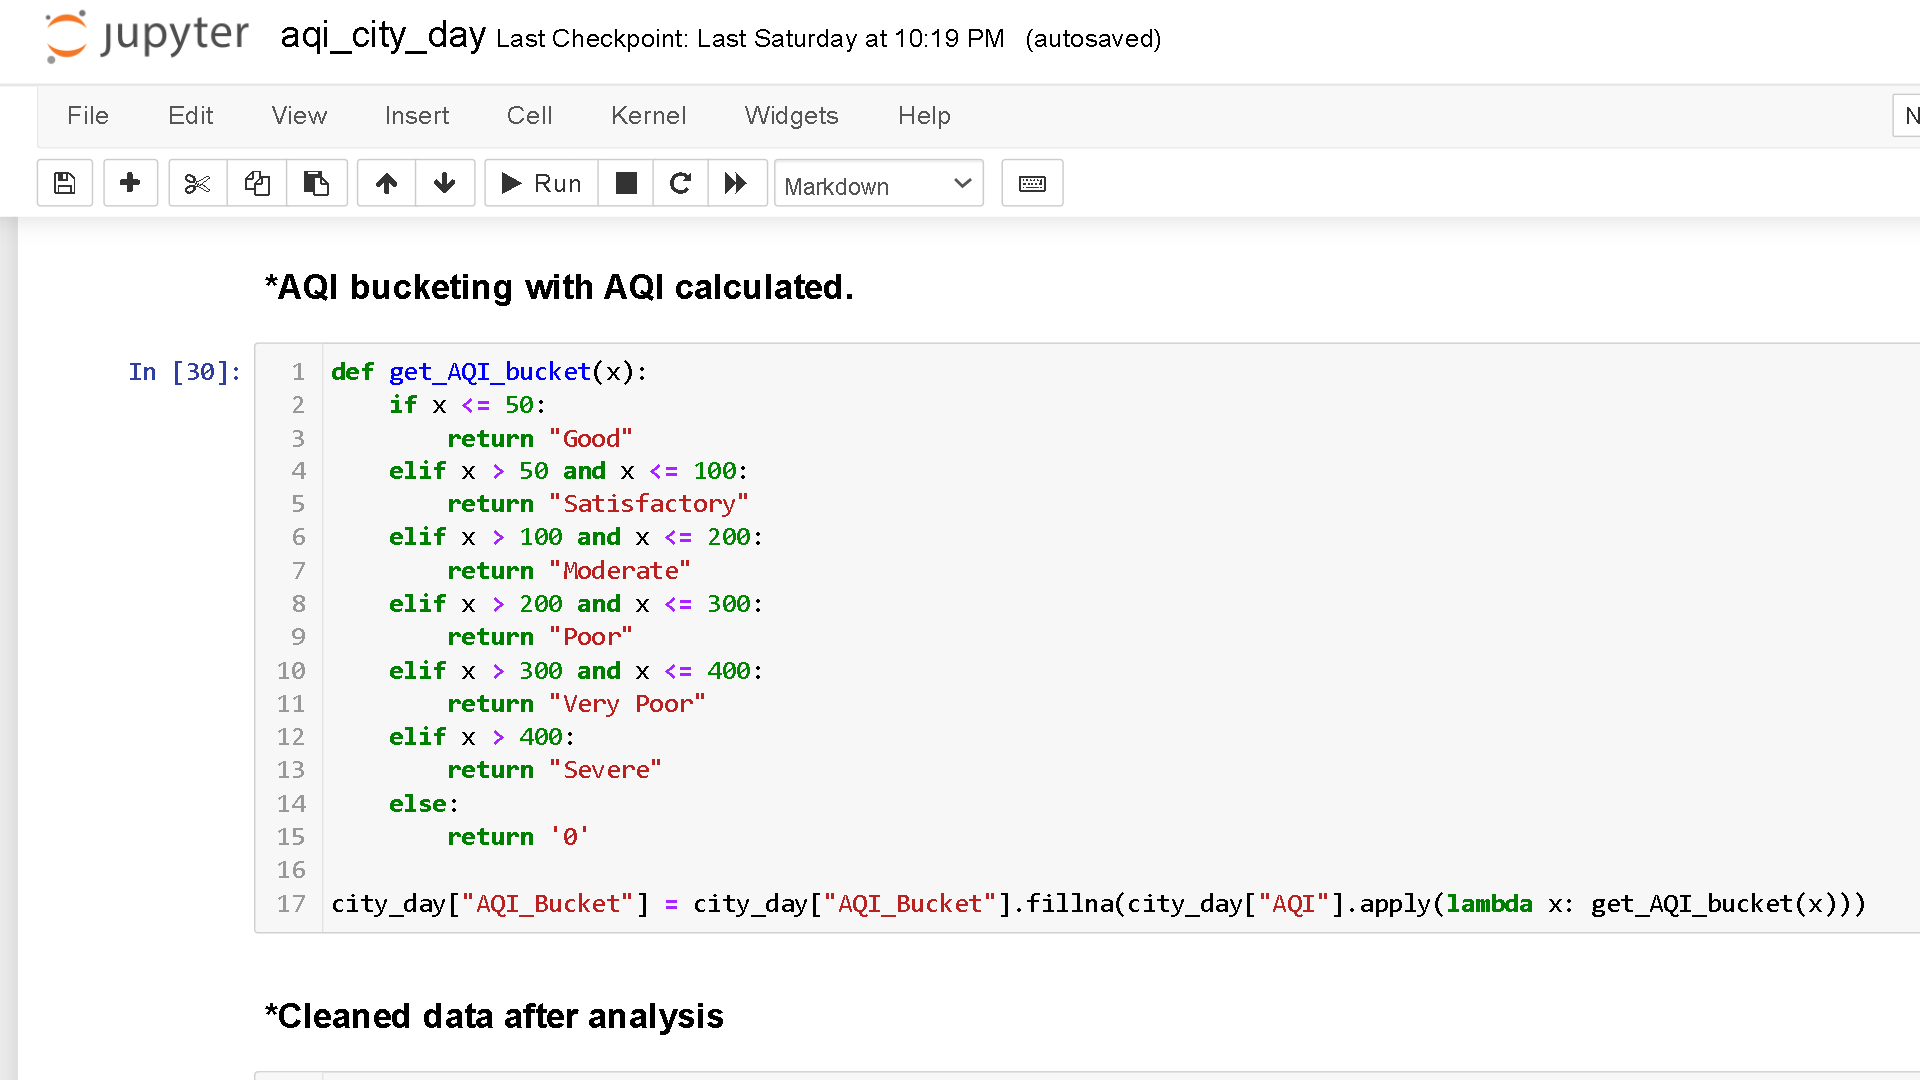 jupyter aqi_city_day Last Checkpoint: Last Saturday at 10:19 PM (autosaved)
File Edit View Insert Cell Kernel Widgets Help
Run Markdown
*AQI bucketing with AQI calculated.
In [30]:
1 def get_AQI_bucket(x):
2     if x <= 50:
3         return "Good"
4     elif x > 50 and x <= 100:
5         return "Satisfactory"
6     elif x > 100 and x <= 200:
7         return "Moderate"
8     elif x > 200 and x <= 300:
9         return "Poor"
10     elif x > 300 and x <= 400:
11         return "Very Poor"
12     elif x > 400:
13         return "Severe"
14     else:
15         return '0'
16
17 city_day["AQI_Bucket"] = city_day["AQI_Bucket"].fillna(city_day["AQI"].apply(lambda x: get_AQI_bucket(x)))
*Cleaned data after analysis